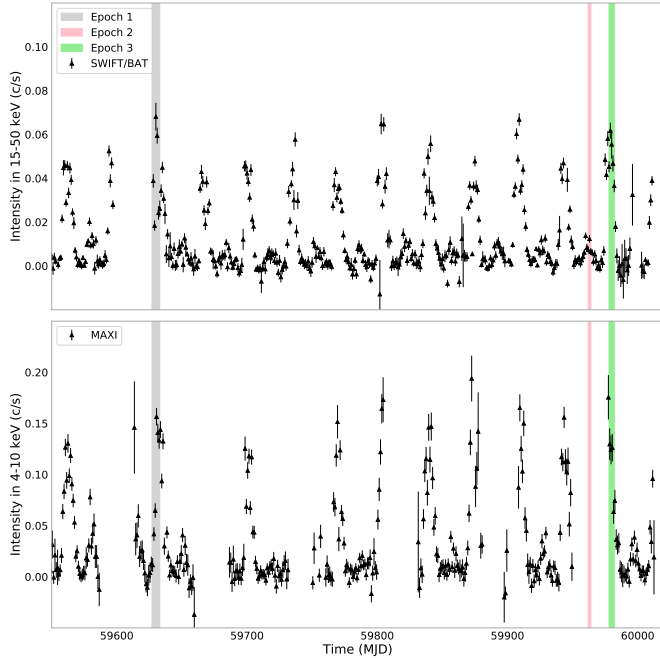 Epoch 1
Epoch 2
Epoch 3
SWIFT/BAT
Intensity in 15-50 keV (c/s)
0.10
0.08
0.06
0.04
0.02
0.00
MAXI
Intensity in 4-10 keV (c/s)
0.20
0.15
0.10
0.05
0.00
59600
59700
59800
59900
60000
Time (MJD)